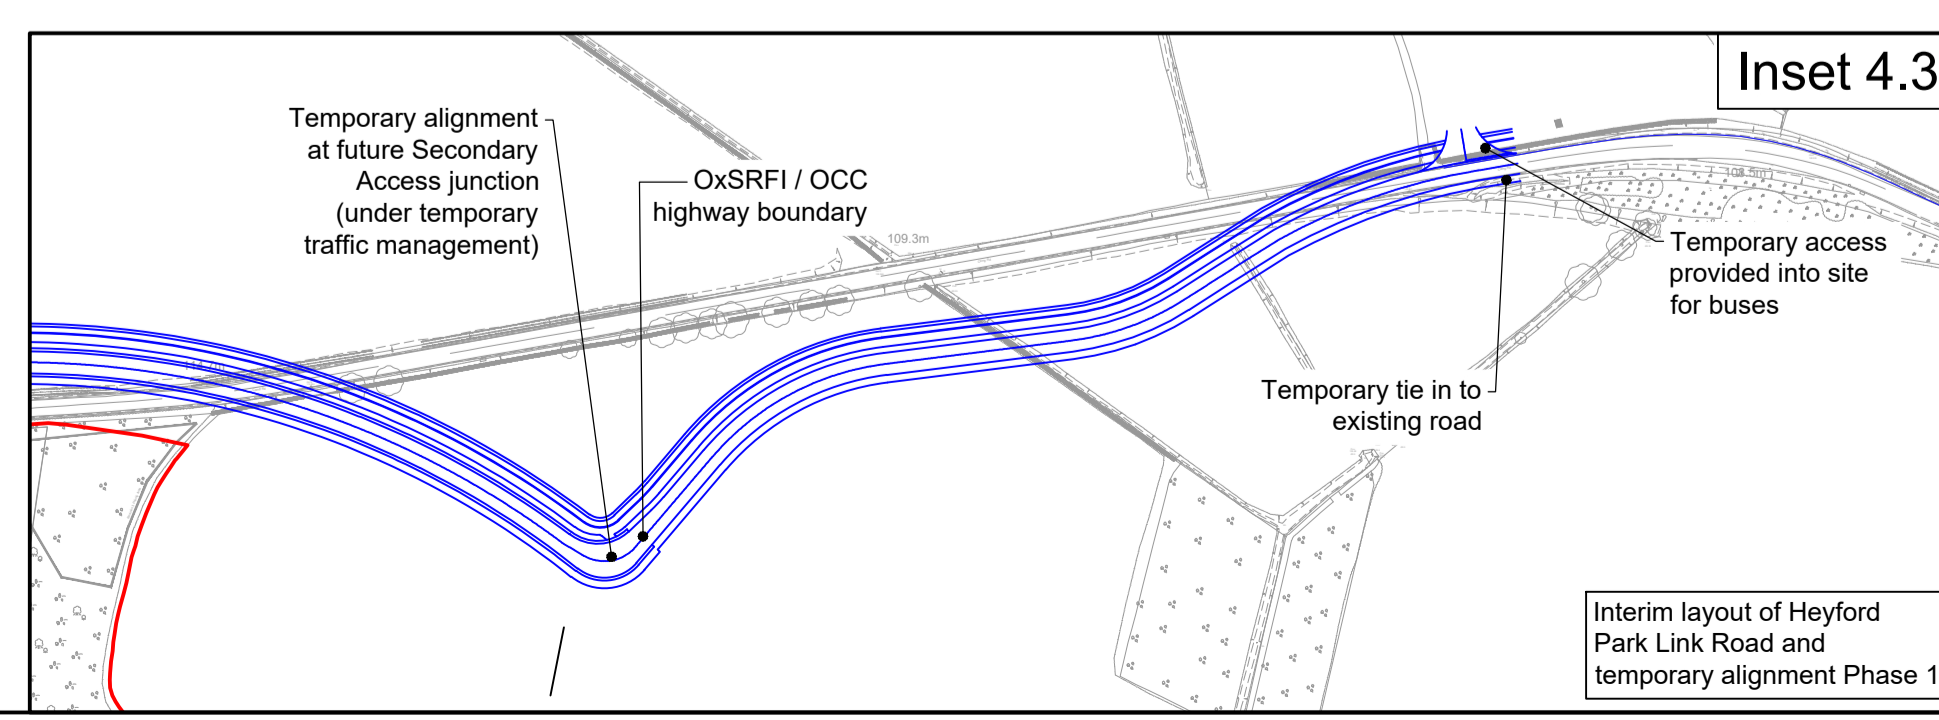 Inset 4.3
Temporary alignment
at future Secondary
Access junction
(under temporary
traffic management)
OxSRFI / OCC
highway boundary
109.3m
108.5m
Temporary access
provided into site
for buses
Temporary tie in to
existing road
Interim layout of Heyford
Park Link Road and
temporary alignment Phase 1